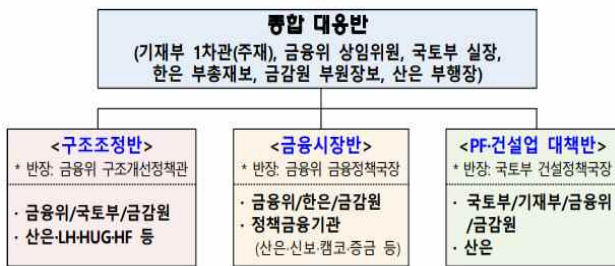 종합 대응반
(기재부 1차관(주재), 금융위 상임위원, 국토부 실장,
한은 부총재보, 금감원 부원장보, 산은 부행장)
<구조조정반>
* 반장: 금융위 구조개선정책관
· 금융위/국토부/금감원
· 산은·LH·HUG·HF 등
<금융시장반>
* 반장: 금융위 금융정책국장
· 금융위/한은/금감원
· 정책금융기관
(산은·신보·캠코·증금 등)
<PF·건설업 대책반>
* 반장: 국토부 건설정책국장
· 국토부/기재부/금융위
/금감원
· 산은